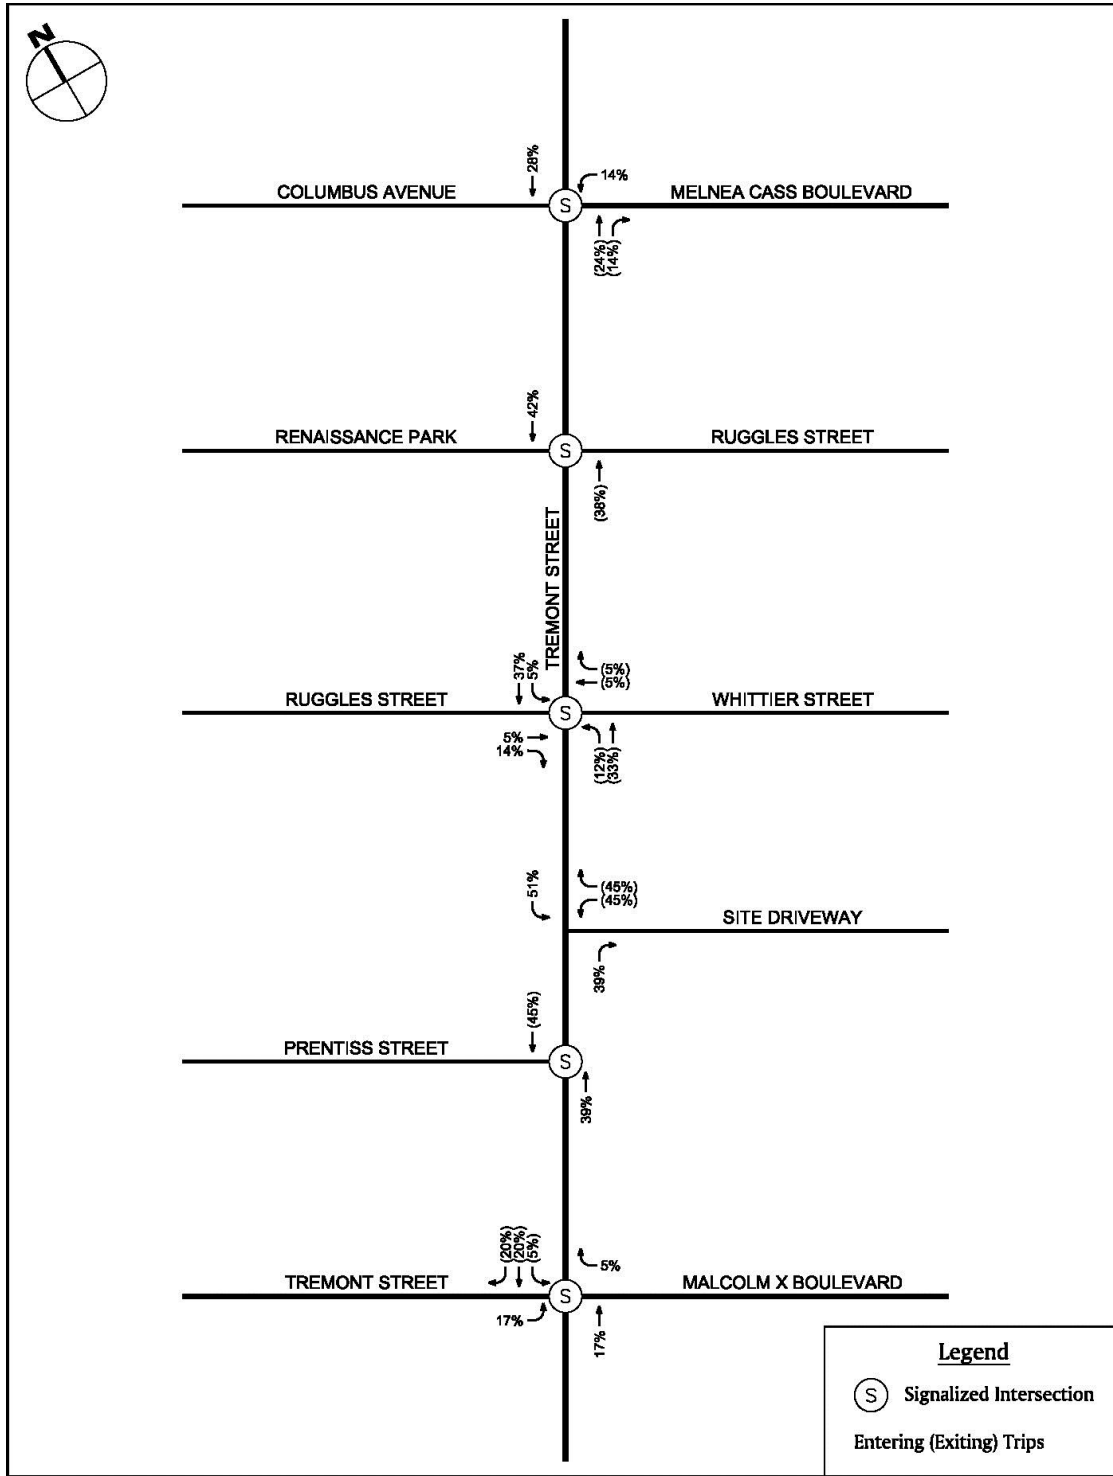 N
28%
14%
COLUMBUS AVENUE
S
MELNEA CASS BOULEVARD
(24%)
(14%)
42%
RENAISSANCE PARK
S
RUGGLES STREET
(38%)
TREMONT STREET
37%
5%
(5%)
(5%)
RUGGLES STREET
S
WHITTIER STREET
5%
14%
(12%)
(33%)
51%
(45%)
(45%)
SITE DRIVEWAY
39%
(45%)
PRENTISS STREET
S
39%
(20%)
(20%)
(5%)
5%
TREMONT STREET
S
MALCOLM X BOULEVARD
17%
17%
Legend
S Signalized Intersection
Entering (Exiting) Trips